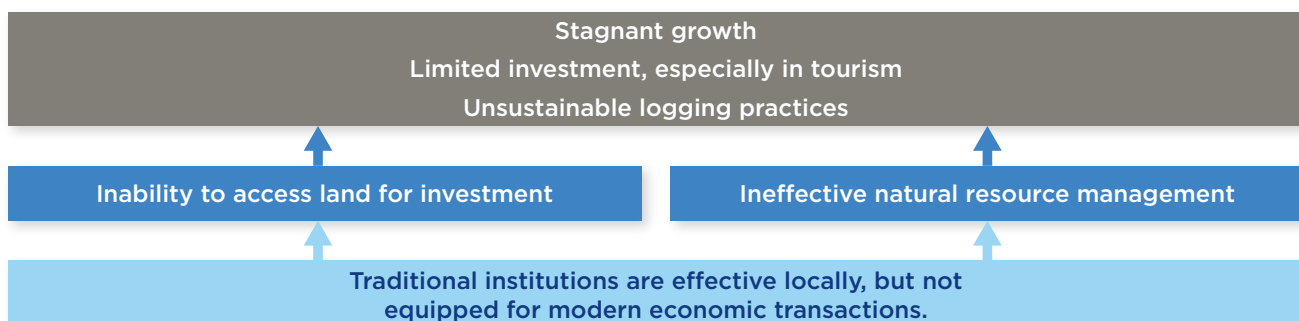 Stagnant growth
Limited investment, especially in tourism
Unsustainable logging practices
Inability to access land for investment
Ineffective natural resource management
Traditional institutions are effective locally, but not
equipped for modern economic transactions.